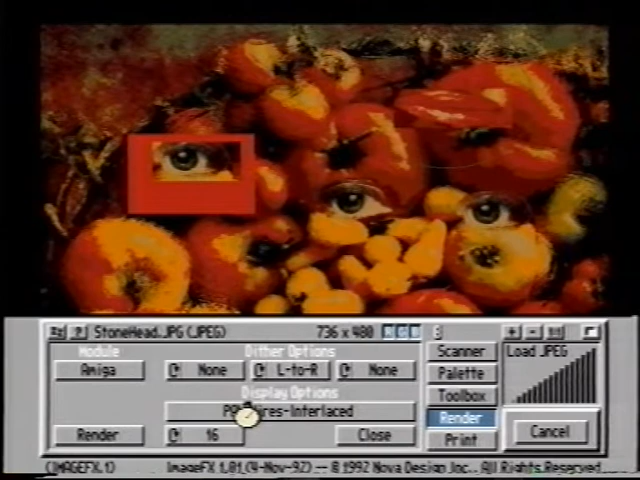 StoneHead.JPG (JPEG) 736 x 480 RGB
Module
Dither Options
Amiga None L-to-R None
Display Options
Render 16 Close
Scanner
Palette
Toolbox
Render
Print
Load JPEG
Cancel
(IMAGEFX.1) ImageFX 1.01 (4-Nov-92) -- © 1992 Nova Design Inc., All Rights Reserved